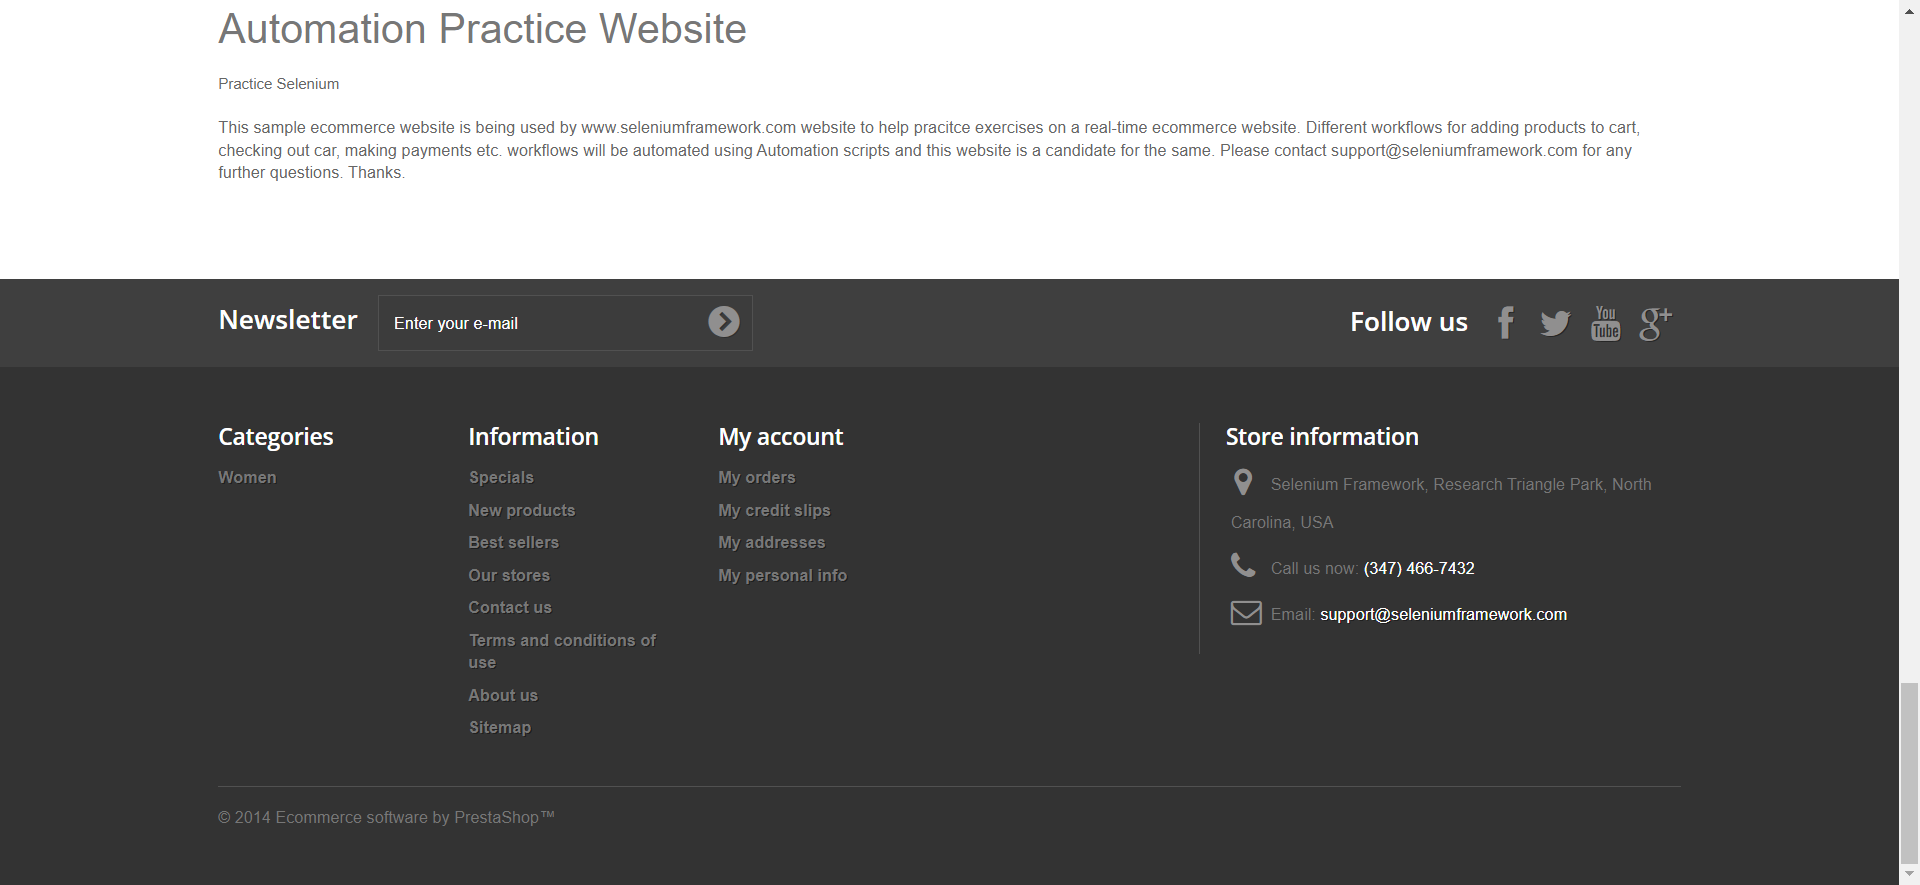 Automation Practice Website
Practice Selenium
This sample ecommerce website is being used by www.seleniumframework.com website to help pracitce exercises on a real-time ecommerce website. Different workflows for adding products to cart,
checking out car, making payments etc. workflows will be automated using Automation scripts and this website is a candidate for the same. Please contact support@seleniumframework.com for any
further questions. Thanks.
Newsletter
Enter your e-mail
Follow us
You
Tube
g+
Categories
Women
Information
Specials
New products
Best sellers
Our stores
Contact us
Terms and conditions of
use
About us
Sitemap
My account
My orders
My credit slips
My addresses
My personal info
Store information
Selenium Framework, Research Triangle Park, North
Carolina, USA
Call us now: (347) 466-7432
Email: support@seleniumframework.com
© 2014 Ecommerce software by PrestaShop™